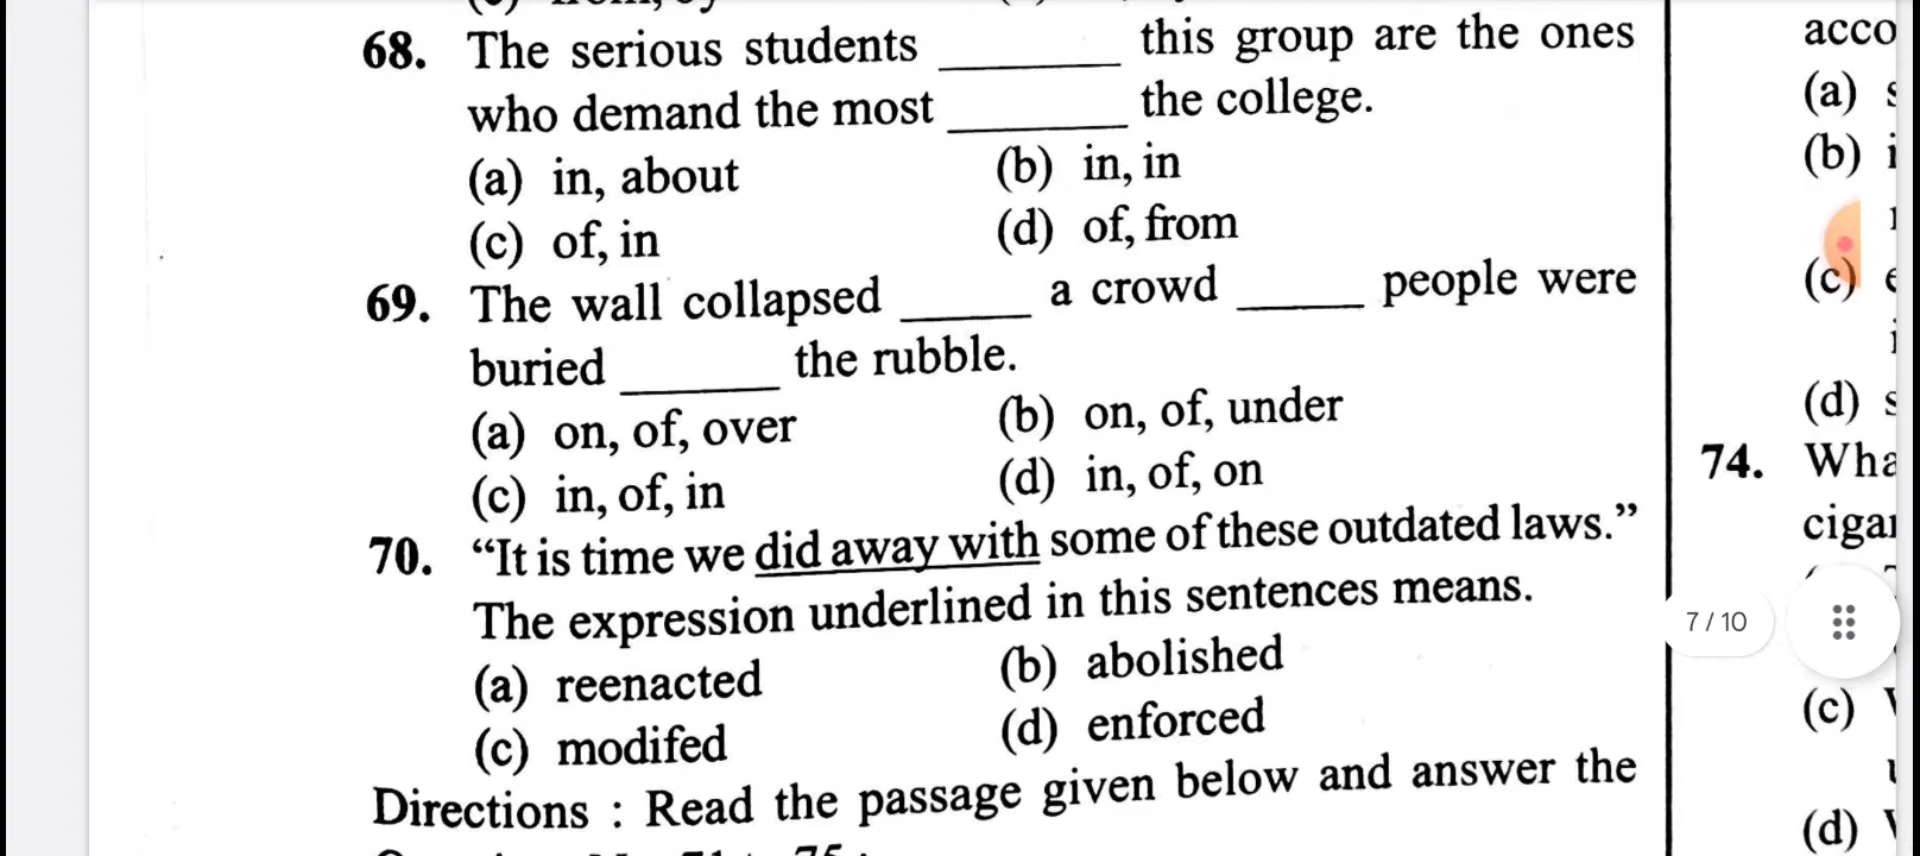 68. The serious students ________ this group are the ones
who demand the most ________ the college.
(a) in, about (b) in, in
(c) of, in (d) of, from
69. The wall collapsed ______ a crowd ______ people were
buried _______ the rubble.
(a) on, of, over (b) on, of, under
(c) in, of, in (d) in, of, on
70. “It is time we did away with some of these outdated laws.”
The expression underlined in this sentences means.
(a) reenacted (b) abolished
(c) modifed (d) enforced
Directions : Read the passage given below and answer the
acco
(a) s
(b) i
(c) e
(d) s
74. Wha
cigar
7 / 10
(c)
(d)